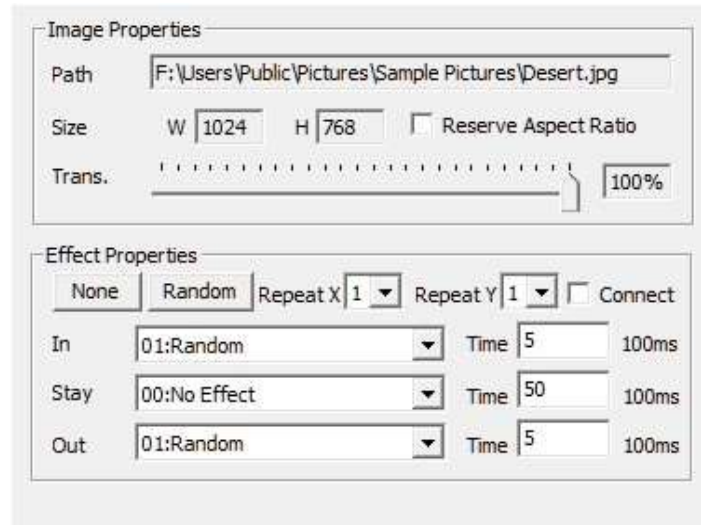 Image Properties
Path F:\Users\Public\Pictures\Sample Pictures\Desert.jpg
Size W 1024 H 768 Reserve Aspect Ratio
Trans. 100%
Effect Properties
None Random Repeat X 1 Repeat Y 1 Connect
In 01:Random Time 5 100ms
Stay 00:No Effect Time 50 100ms
Out 01:Random Time 5 100ms